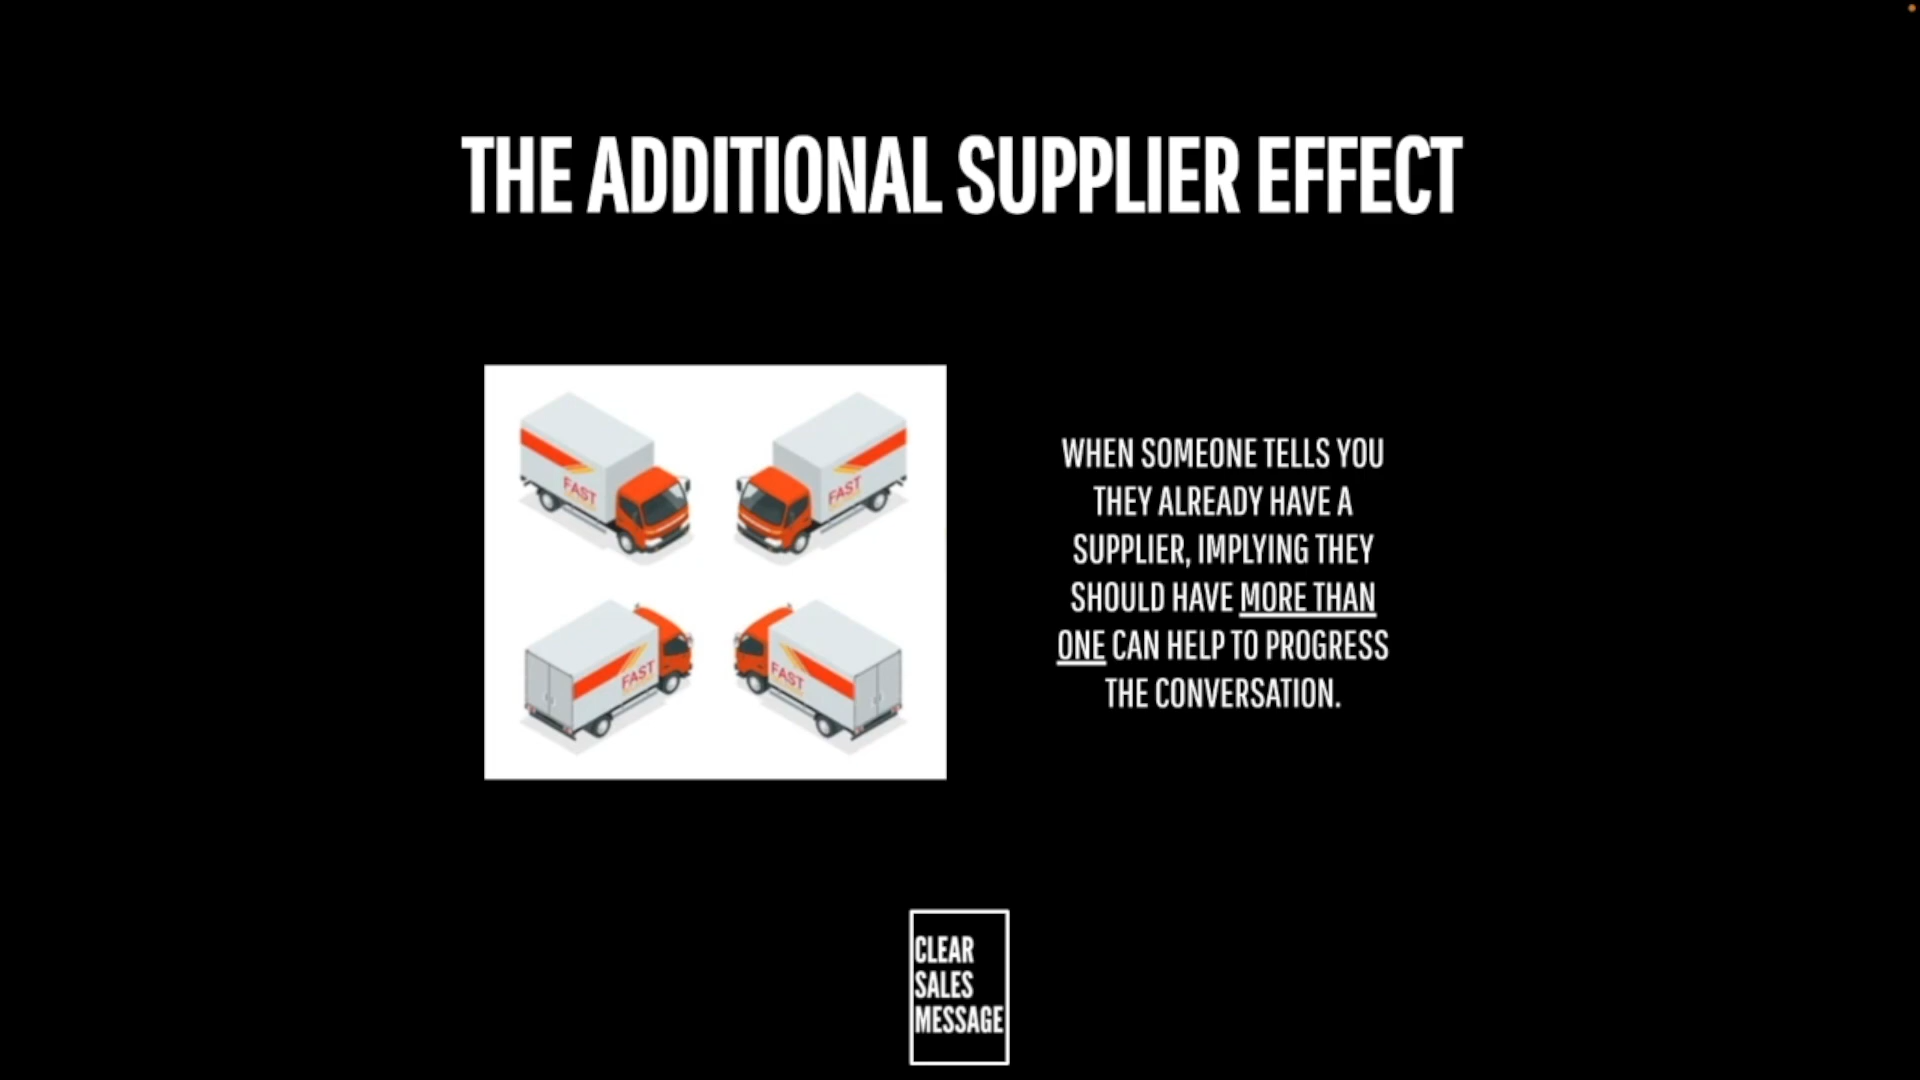 THE ADDITIONAL SUPPLIER EFFECT
FAST
FAST
FAST
FAST
WHEN SOMEONE TELLS YOU
THEY ALREADY HAVE A
SUPPLIER, IMPLYING THEY
SHOULD HAVE MORE THAN
ONE CAN HELP TO PROGRESS
THE CONVERSATION.
CLEAR
SALES
MESSAGE